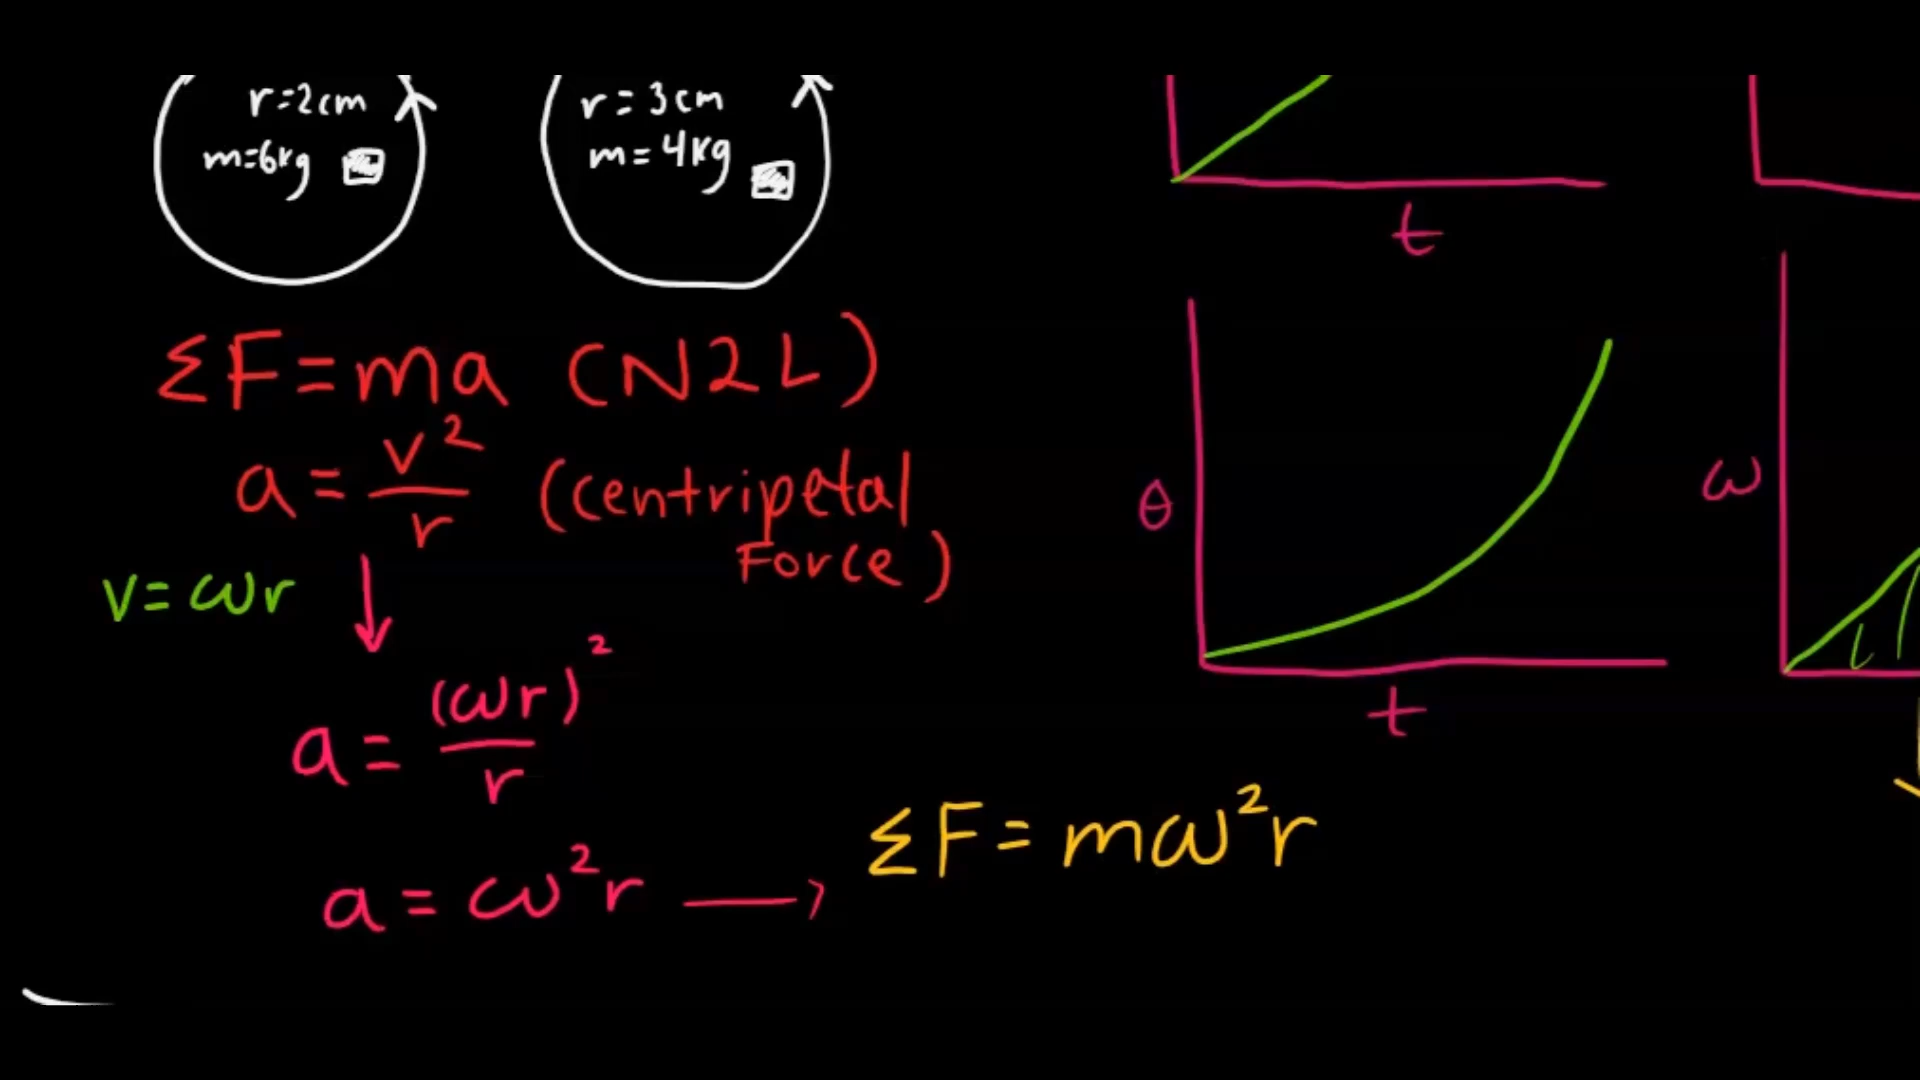 r=2cm
m=6kg
r=3cm
m=4kg
ΣF=ma (N2L)
a=v²/r (centripetal
Force)
v=ωr
a=(ωr)²/r
a=ω²r →
ΣF=mω²r
t
θ
t
ω